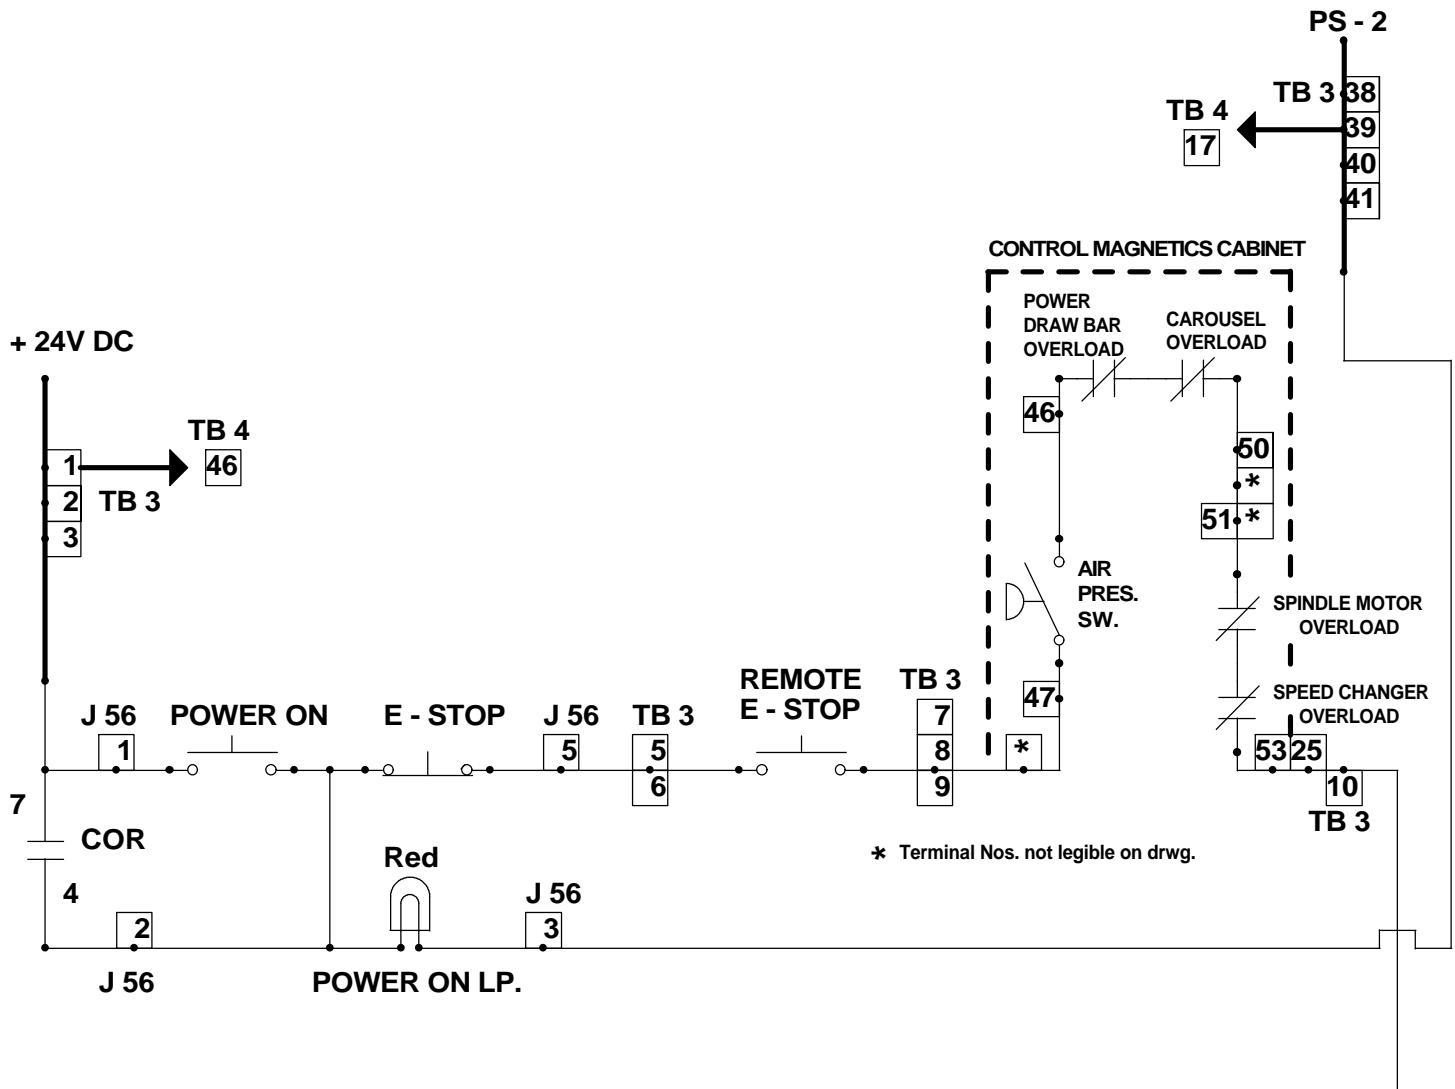 PS - 2
TB 3
38
39
40
41
TB 4
17
CONTROL MAGNETICS CABINET
POWER
DRAW BAR
OVERLOAD
CAROUSEL
OVERLOAD
+ 24V DC
46
50
*
51 *
TB 4
46
1
2
3
TB 3
AIR
PRES.
SW.
SPINDLE MOTOR
OVERLOAD
SPEED CHANGER
OVERLOAD
47
*
J 56
1
POWER ON
E - STOP
J 56
5
TB 3
5
6
REMOTE
E - STOP
TB 3
7
8
9
53 25
10
TB 3
7
COR
4
Red
* Terminal Nos. not legible on drwg.
2
J 56
POWER ON LP.
J 56
3